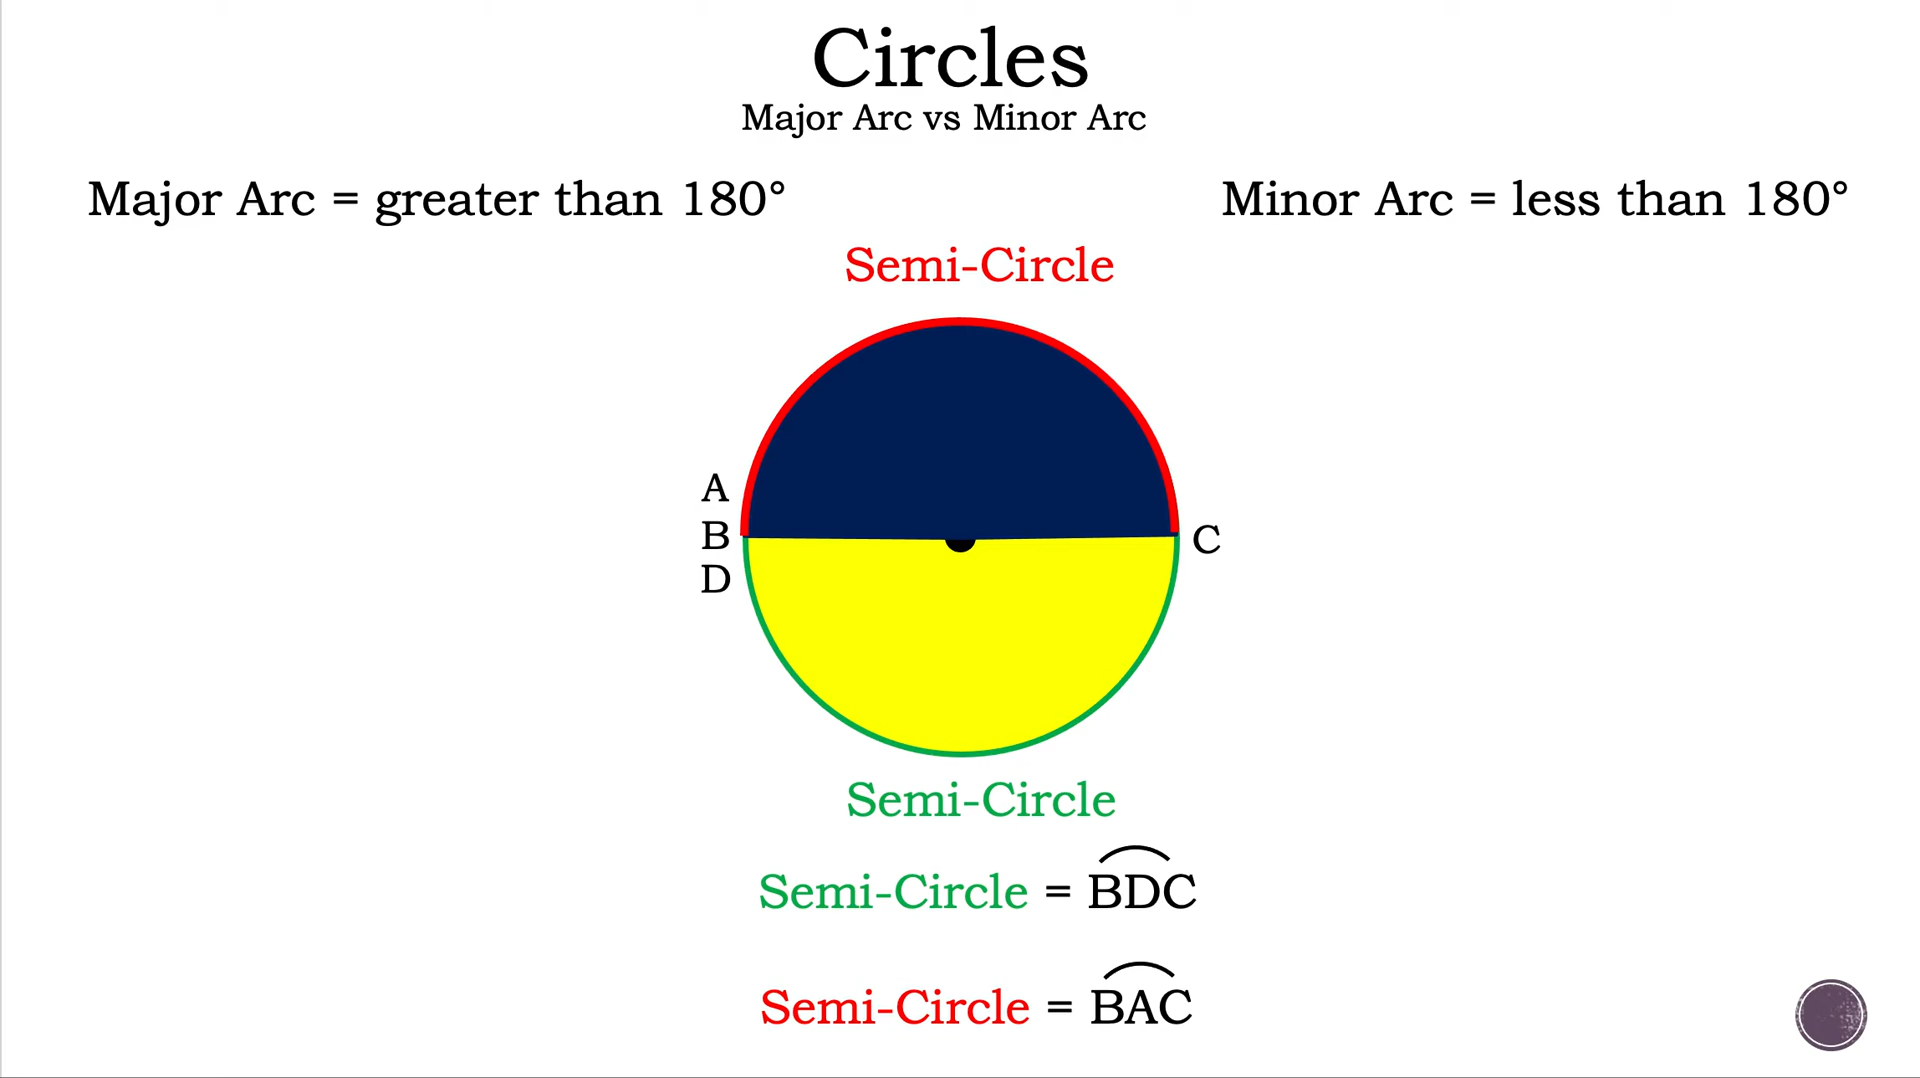 Circles
Major Arc vs Minor Arc
Major Arc = greater than 180°
Minor Arc = less than 180°
Semi-Circle
A
B
C
D
Semi-Circle
Semi-Circle = BDC
Semi-Circle = BAC